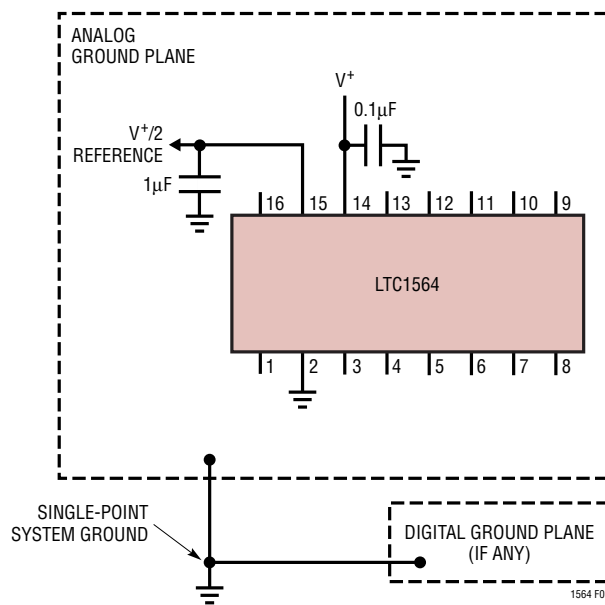 ANALOG
GROUND PLANE
V+
0.1µF
V+/2
REFERENCE
1µF
16 15 14 13 12 11 10 9
LTC1564
1 2 3 4 5 6 7 8
SINGLE-POINT
SYSTEM GROUND
DIGITAL GROUND PLANE
(IF ANY)
1564 F0